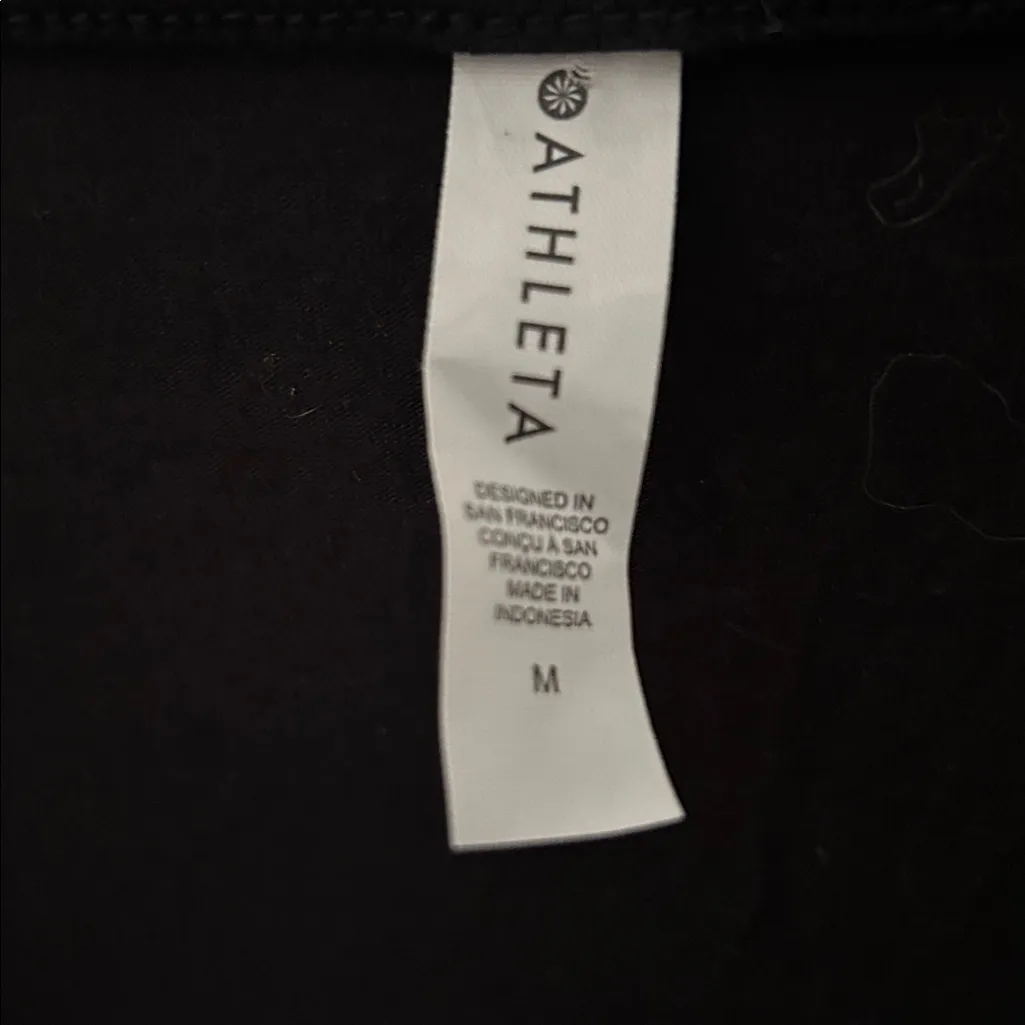 ATHLETA
DESIGNED IN
SAN FRANCISCO
CONÇU À SAN
FRANCISCO
MADE IN
INDONESIA
M